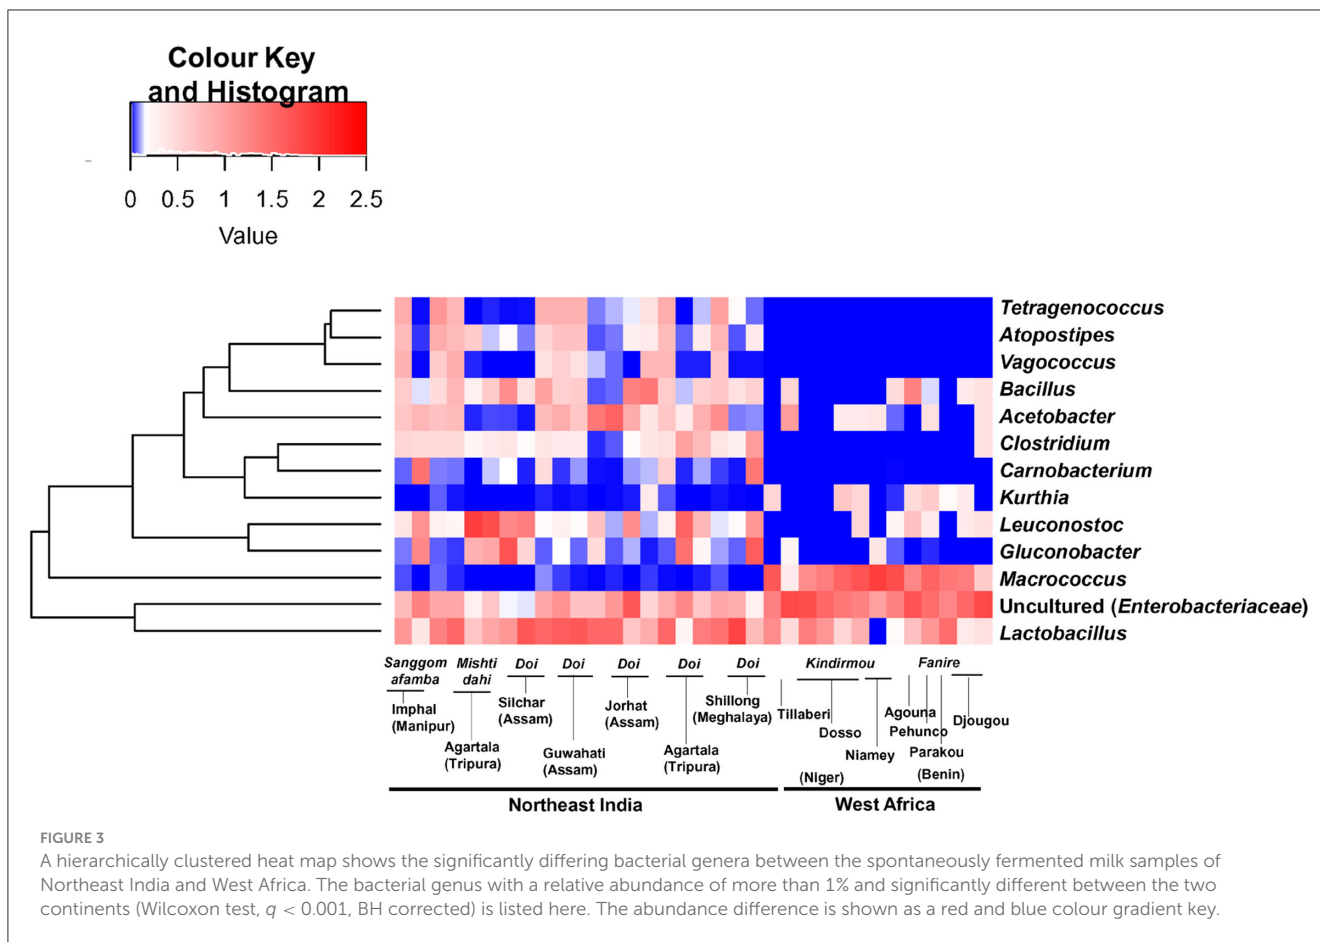 Colour Key
and Histogram
0 0.5 1 1.5 2 2.5
Value
Tetragenococcus
Atopostipes
Vagococcus
Bacillus
Acetobacter
Clostridium
Carnobacterium
Kurthia
Leuconostoc
Gluconobacter
Macrococcus
Uncultured (Enterobacteriaceae)
Lactobacillus
Sanggom
afamba
Mishti
dahi
Doi
Doi
Doi
Doi
Doi
Kindirmou
Fanire
Imphal
(Manipur)
Agartala
(Tripura)
Silchar
(Assam)
Guwahati
(Assam)
Jorhat
(Assam)
Agartala
(Tripura)
Shillong
(Meghalaya)
Tillaberi
Dosso
Niamey
(Niger)
Agouna
Pehunco
Parakou
(Benin)
Djougou
Northeast India
West Africa
FIGURE 3
A hierarchically clustered heat map shows the significantly differing bacterial genera between the spontaneously fermented milk samples of
Northeast India and West Africa. The bacterial genus with a relative abundance of more than 1% and significantly different between the two
continents (Wilcoxon test, q < 0.001, BH corrected) is listed here. The abundance difference is shown as a red and blue colour gradient key.